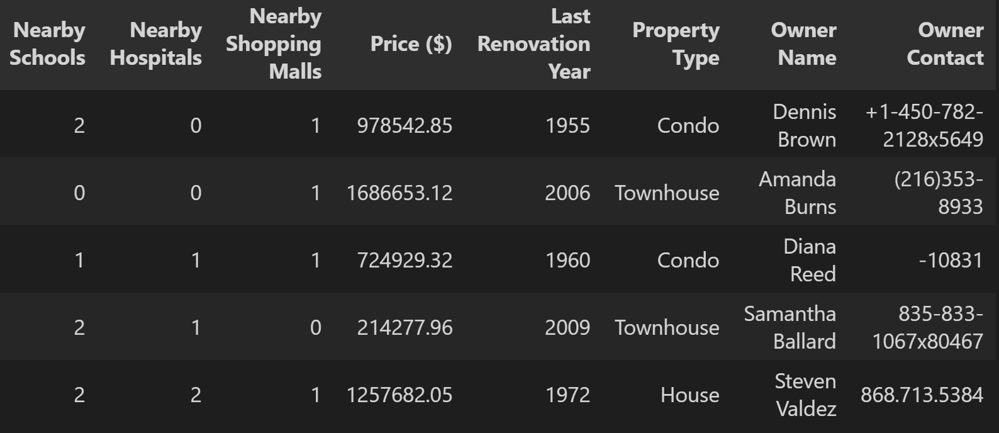 Nearby Schools Nearby Hospitals Nearby Shopping Malls Price ($) Last Renovation Year Property Type Owner Name Owner Contact
2 0 1 978542.85 1955 Condo Dennis Brown +1-450-782-2128x5649
0 0 1 1686653.12 2006 Townhouse Amanda Burns (216)353-8933
1 1 1 724929.32 1960 Condo Diana Reed -10831
2 1 0 214277.96 2009 Townhouse Samantha Ballard 835-833-1067x80467
2 2 1 1257682.05 1972 House Steven Valdez 868.713.5384